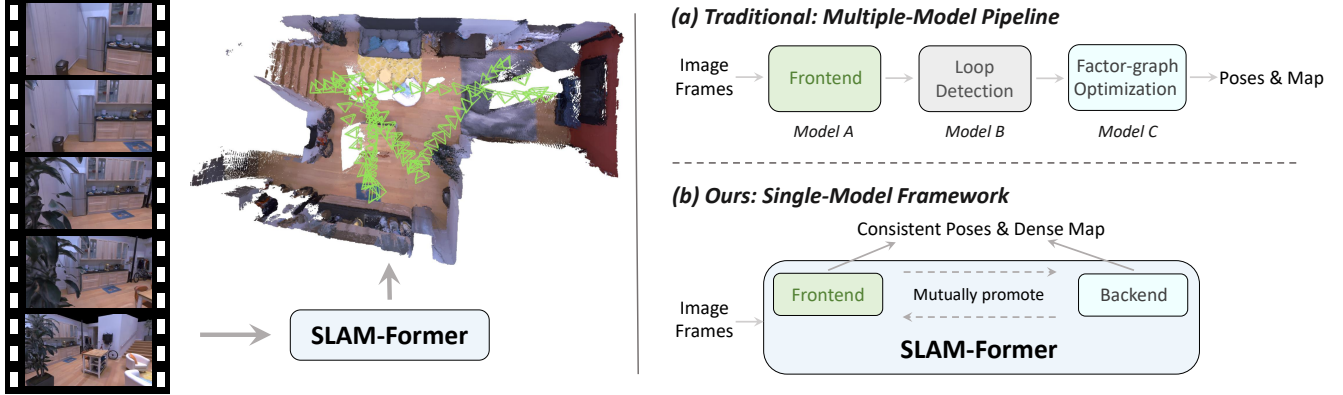 SLAM-Former
(a) Traditional: Multiple-Model Pipeline
Image
Frames
Frontend
Loop
Detection
Factor-graph
Optimization
Poses & Map
Model A
Model B
Model C
(b) Ours: Single-Model Framework
Consistent Poses & Dense Map
Image
Frames
Frontend
Mutually promote
Backend
SLAM-Former